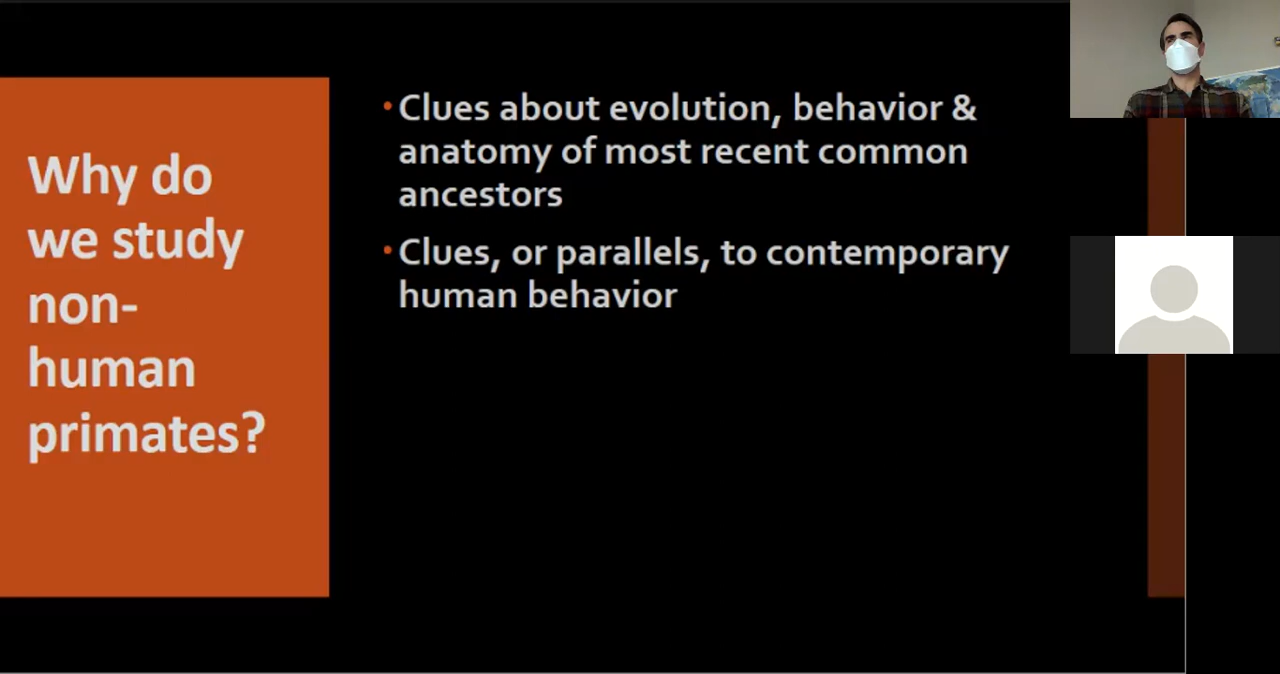 Why do
we study
non-
human
primates?
Clues about evolution, behavior &
anatomy of most recent common
ancestors
Clues, or parallels, to contemporary
human behavior